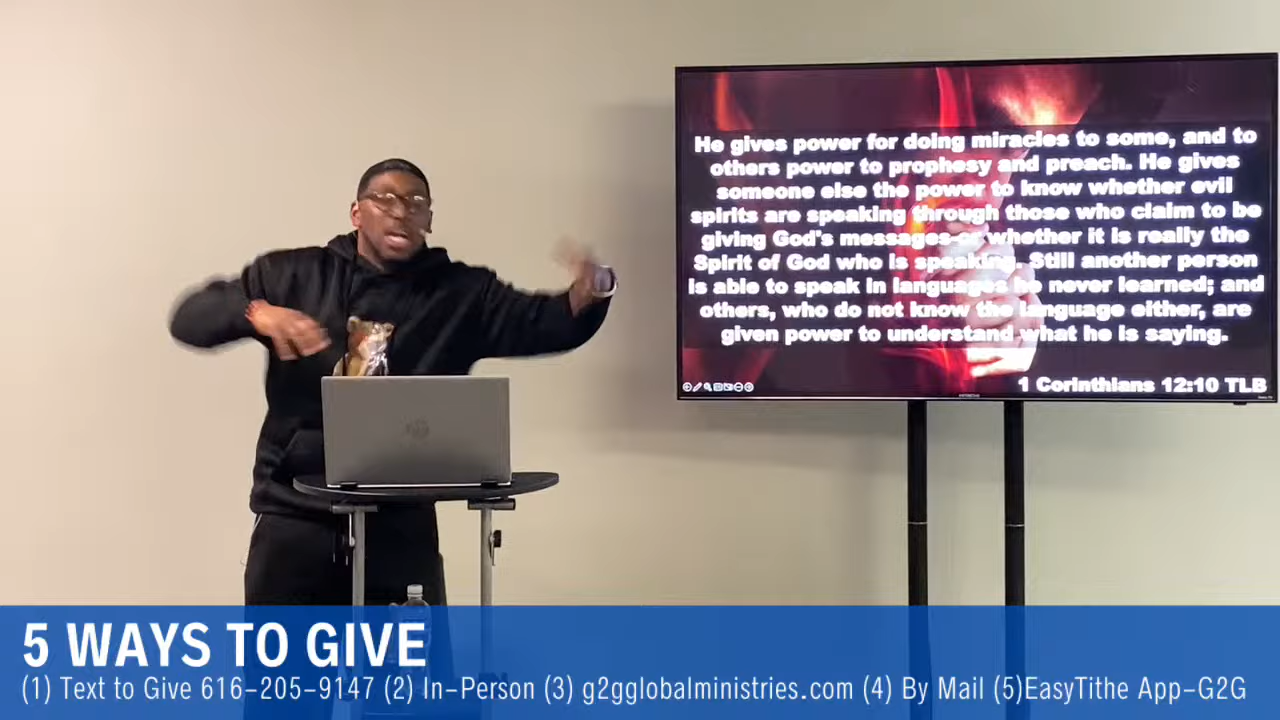 He gives power for doing miracles to some, and to
others power to prophesy and preach. He gives
someone else the power to know whether evil
spirits are speaking through those who claim to be
giving God's messages-or whether it is really the
Spirit of God who is speaking. Still another person
is able to speak in languages he never learned; and
others, who do not know the language either, are
given power to understand what he is saying.
1 Corinthians 12:10 TLB
5 WAYS TO GIVE
(1) Text to Give 616-205-9147 (2) In-Person (3) g2gglobalministries.com (4) By Mail (5)EasyTithe App-G2G